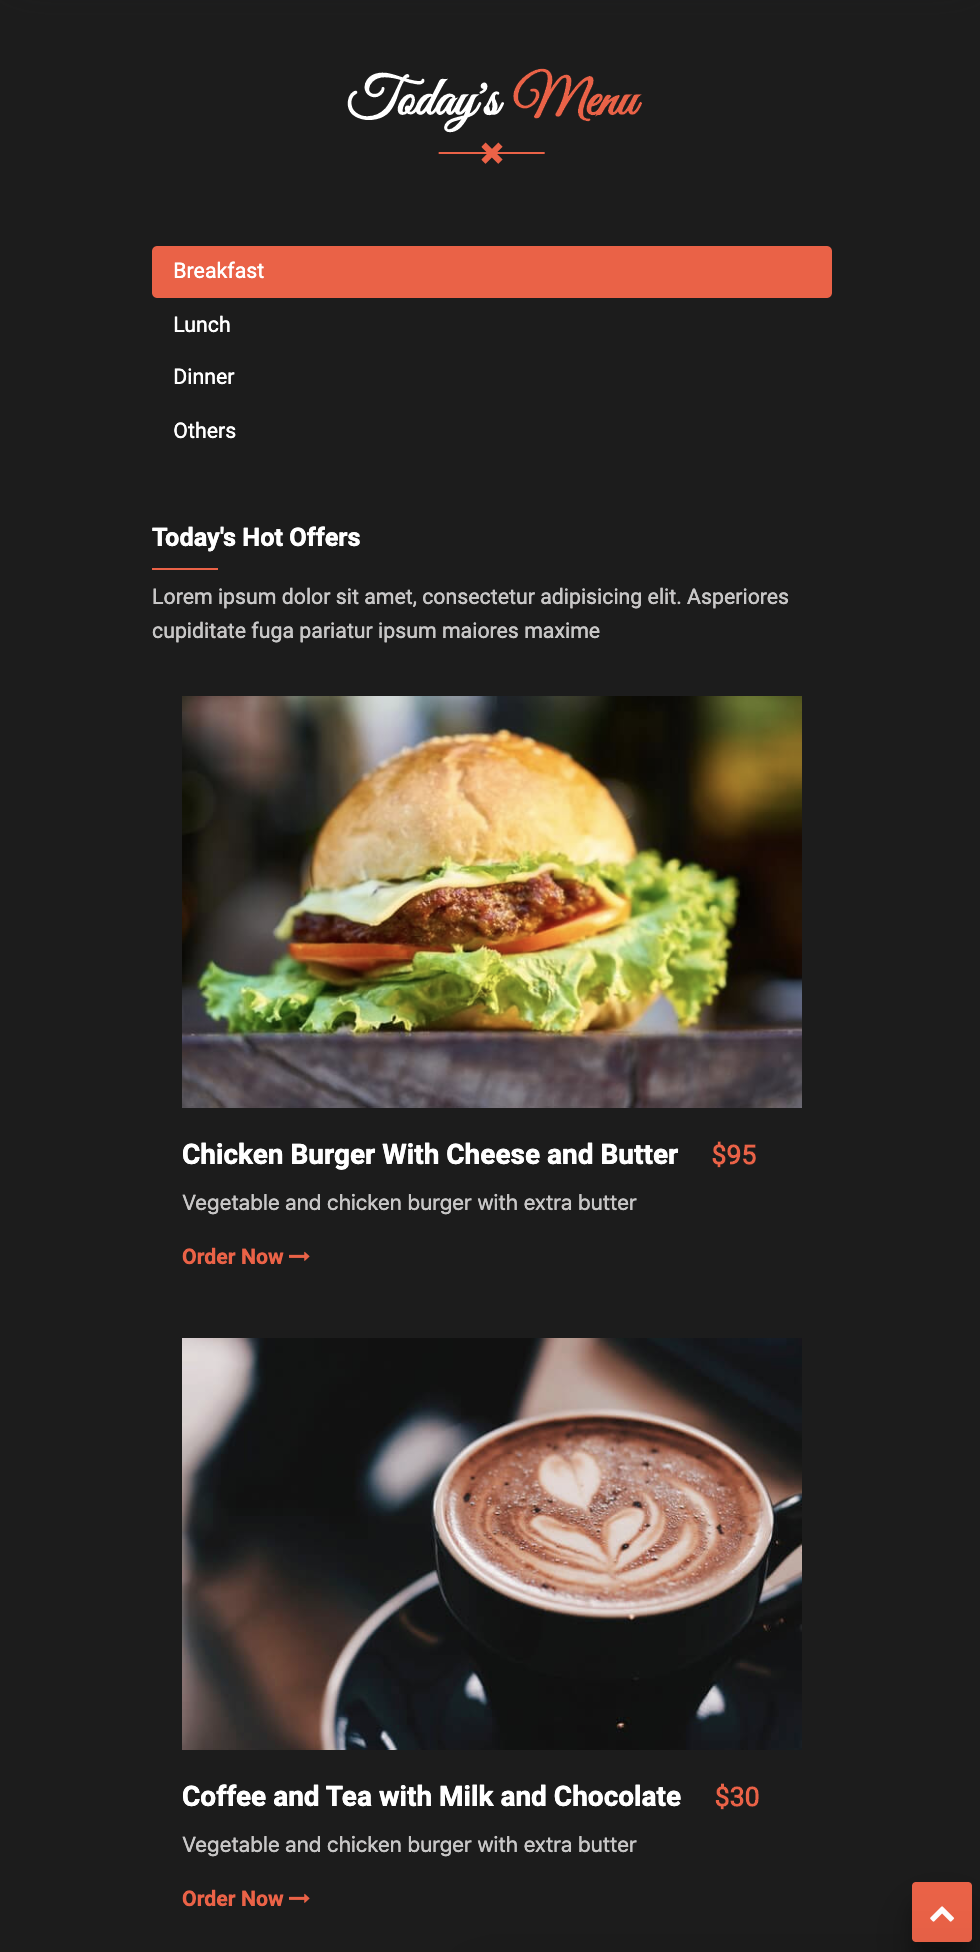 Today's Menu
Breakfast
Lunch
Dinner
Others
Today's Hot Offers
Lorem ipsum dolor sit amet, consectetur adipisicing elit. Asperiores
cupiditate fuga pariatur ipsum maiores maxime
Chicken Burger With Cheese and Butter $95
Vegetable and chicken burger with extra butter
Order Now
Coffee and Tea with Milk and Chocolate $30
Vegetable and chicken burger with extra butter
Order Now